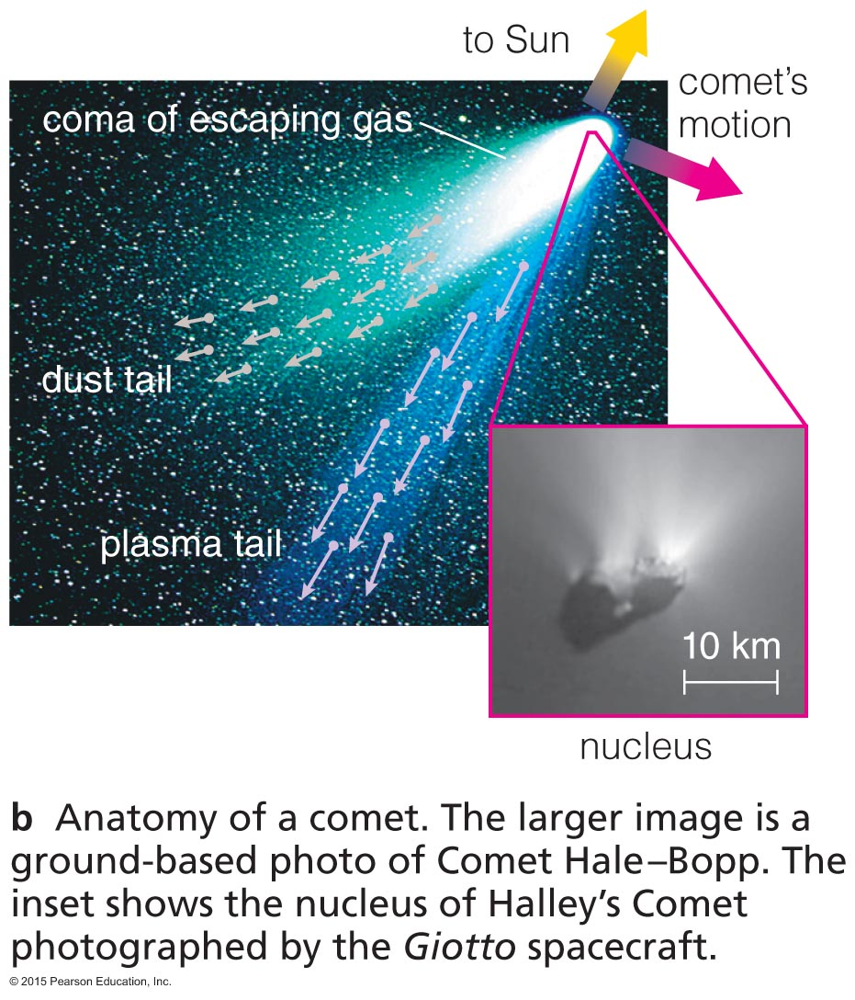 to Sun
comet's
motion
coma of escaping gas
dust tail
plasma tail
10 km
nucleus
b Anatomy of a comet. The larger image is a
ground-based photo of Comet Hale–Bopp. The
inset shows the nucleus of Halley's Comet
photographed by the Giotto spacecraft.
© 2015 Pearson Education, Inc.